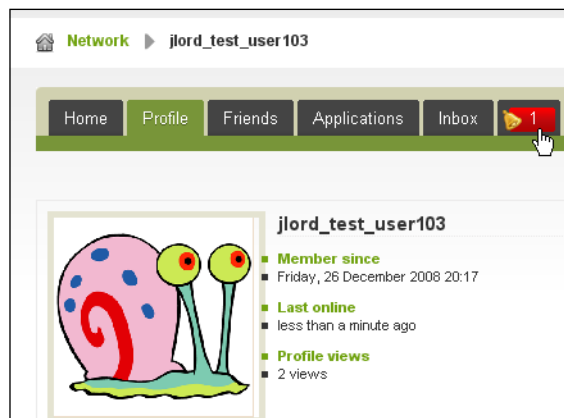 Network jlord_test_user103
Home Profile Friends Applications Inbox 1
jlord_test_user103
Member since
Friday, 26 December 2008 20:17
Last online
less than a minute ago
Profile views
2 views